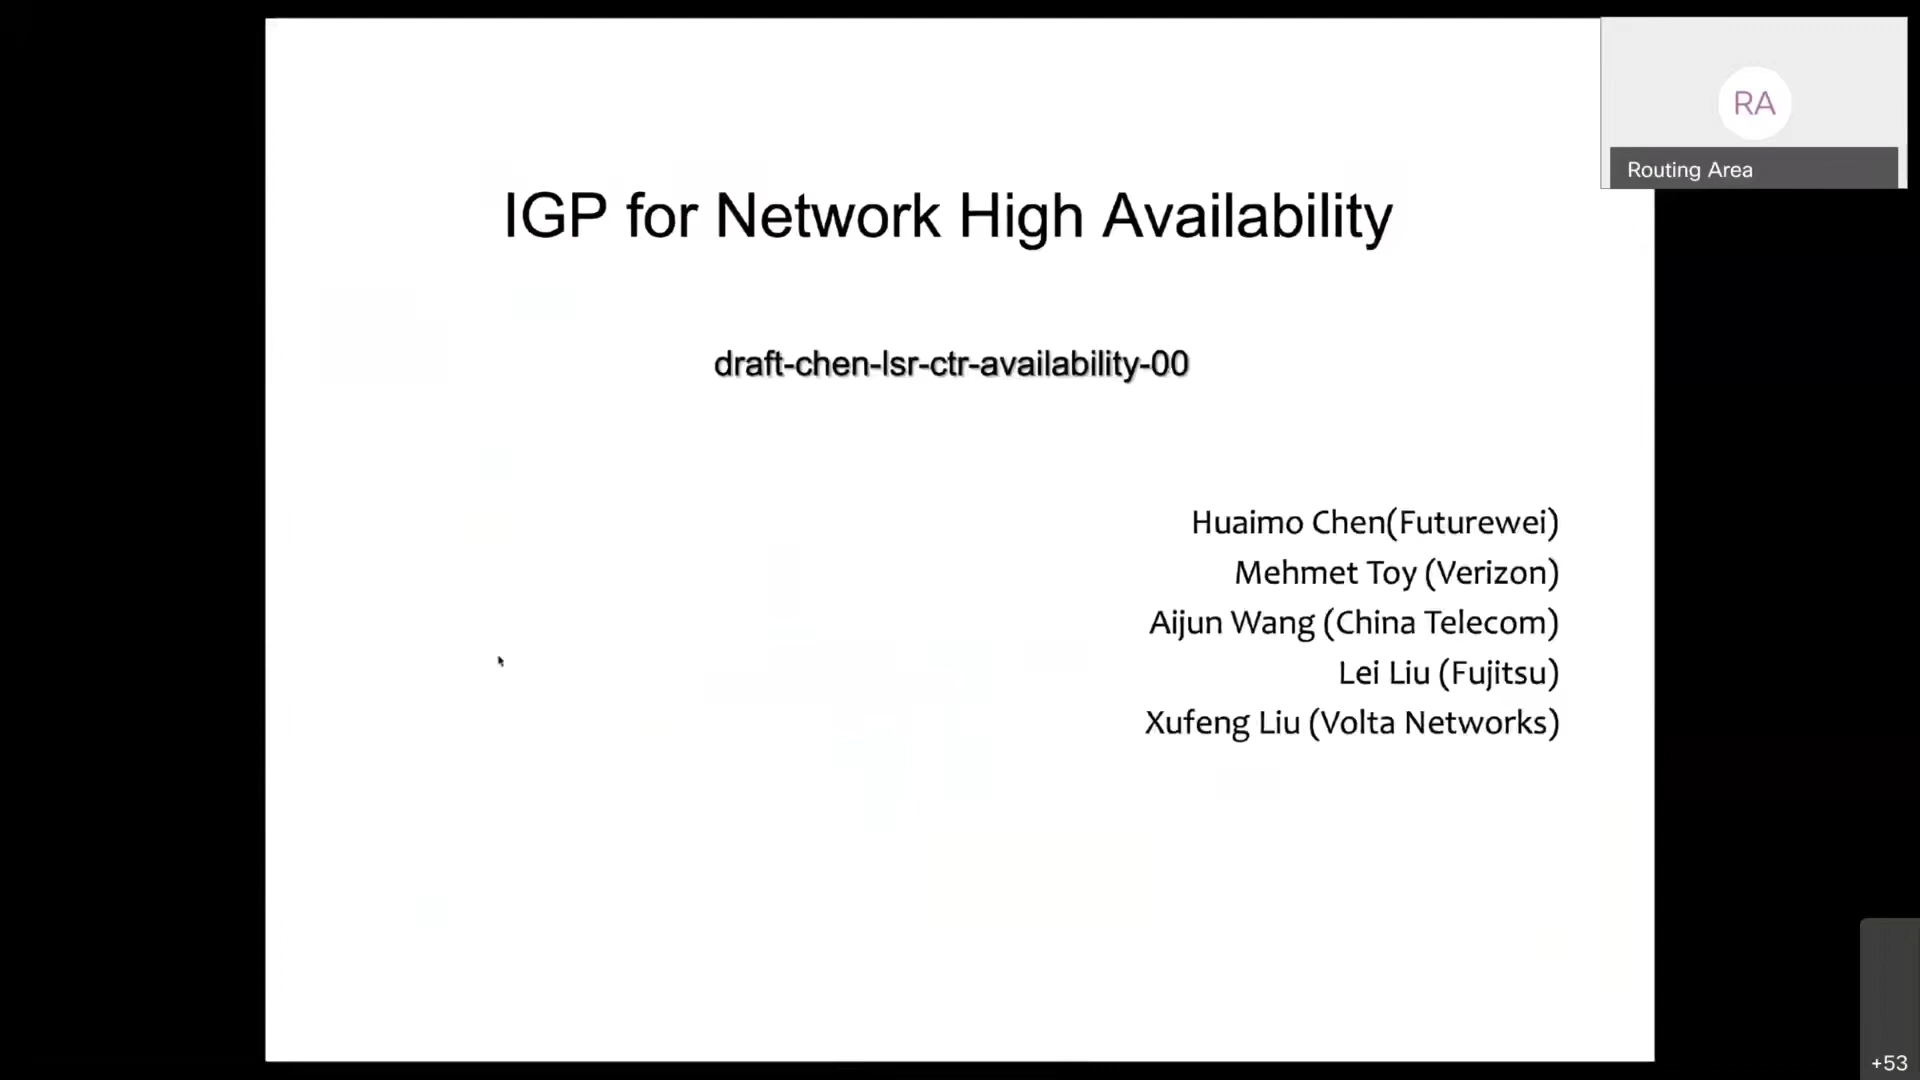 RA
Routing Area
IGP for Network High Availability
draft-chen-lsr-ctr-availability-00
Huaimo Chen(Futurewei)
Mehmet Toy (Verizon)
Aijun Wang (China Telecom)
Lei Liu (Fujitsu)
Xufeng Liu (Volta Networks)
+53